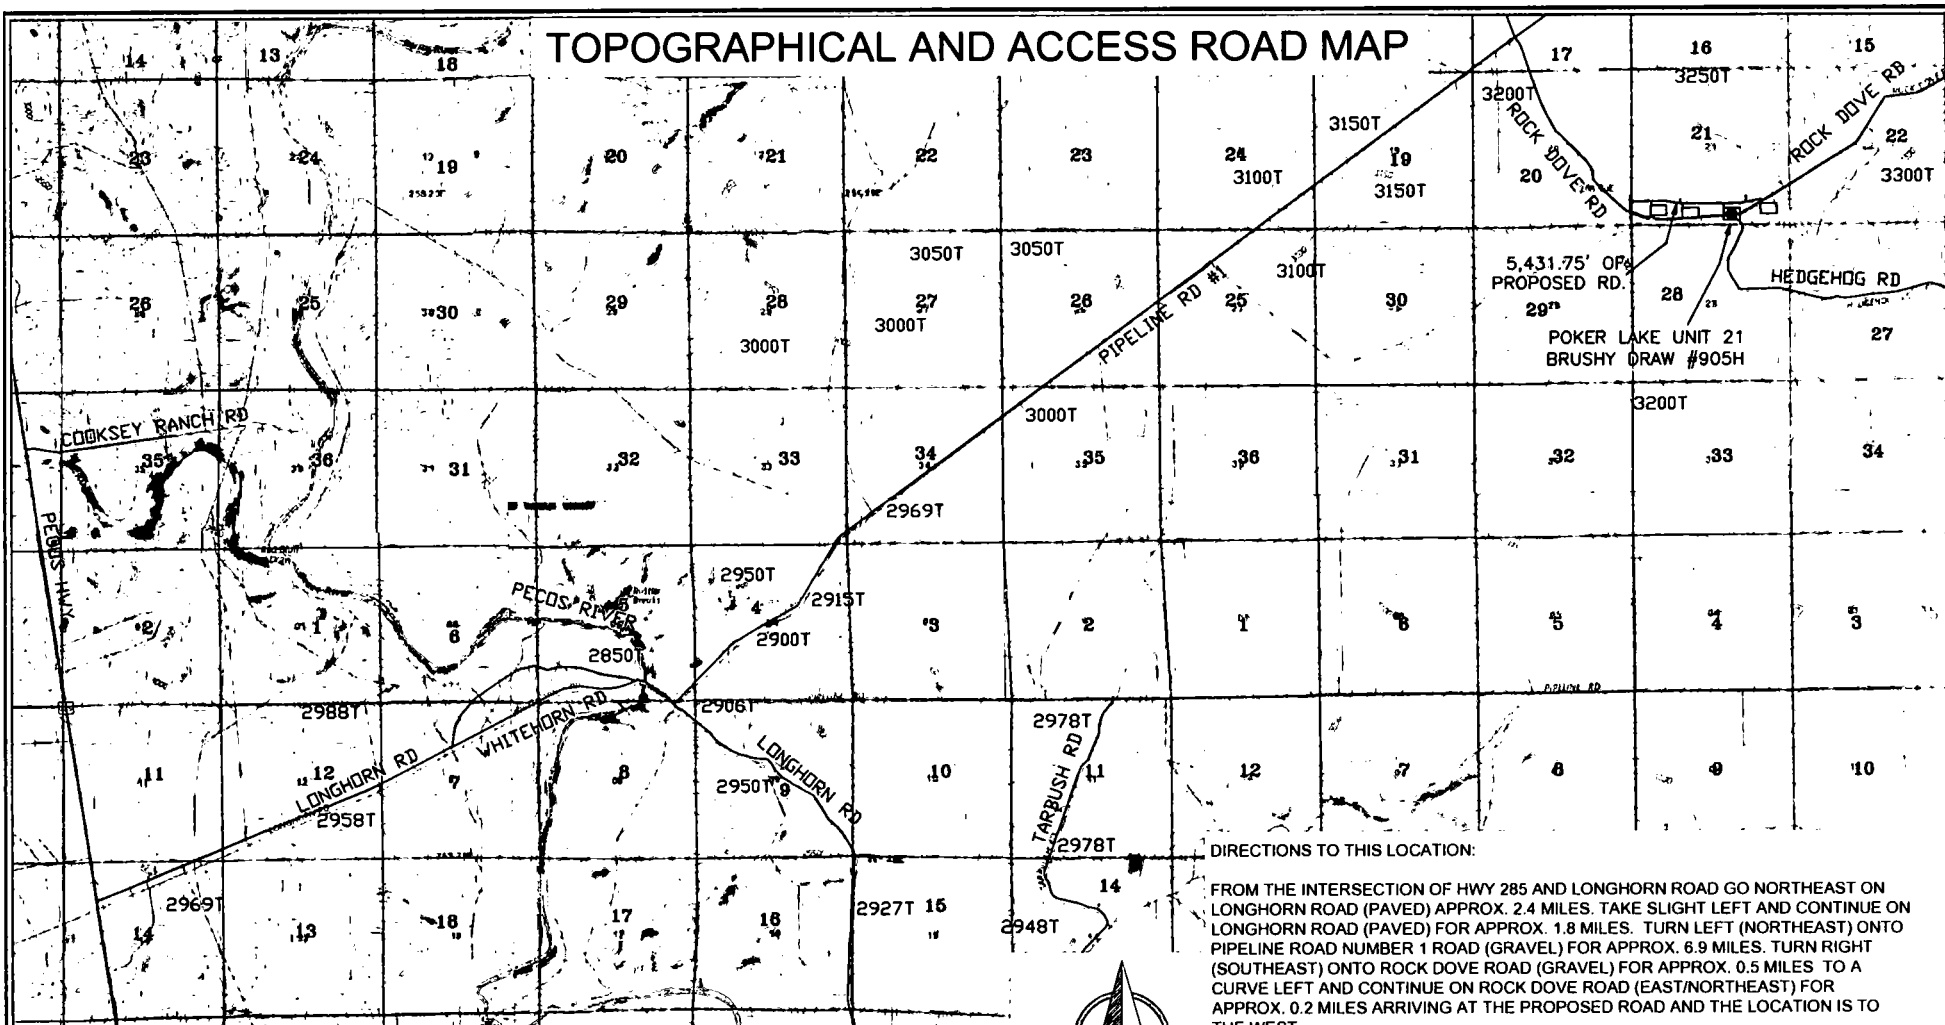 TOPOGRAPHICAL AND ACCESS ROAD MAP
14 13 18 17 16 15
3250T
3200T
ROCK DOVE RD
ROCK DOVE RD
3150T
23 24 19 20 21 22 23 24 19 20 21 22
3100T 3150T 3300T
3050T 3050T
3100T
5,431.75' OF
PROPOSED RD.
HEDGEHOG RD
26 25 30 29 28 27 26 25 30 29 28 27
PIPELINE RD #1
3000T
3000T
POKER LAKE UNIT 21
BRUSHY DRAW #905H
3200T
3000T
COOKSEY RANCH RD
35 36 31 32 33 34 35 36 31 32 33 34
2969T
PECOS HWY
2950T
PECOS RIVER
2915T
2 1 6 5 4 3 2 1 6 5 4 3
2900T
2850T
PIPELINE RD
2988T
WHITEHORN RD
2906T
2978T
LONGHORN RD
LONGHORN RD
TARBUSH RD
11 12 7 8 9 10 11 12 7 8 9 10
2950T
2958T
2978T
2969T
2927T
2948T
14 13 18 17 16 15 14
DIRECTIONS TO THIS LOCATION:
FROM THE INTERSECTION OF HWY 285 AND LONGHORN ROAD GO NORTHEAST ON
LONGHORN ROAD (PAVED) APPROX. 2.4 MILES. TAKE SLIGHT LEFT AND CONTINUE ON
LONGHORN ROAD (PAVED) FOR APPROX. 1.8 MILES. TURN LEFT (NORTHEAST) ONTO
PIPELINE ROAD NUMBER 1 ROAD (GRAVEL) FOR APPROX. 6.9 MILES. TURN RIGHT
(SOUTHEAST) ONTO ROCK DOVE ROAD (GRAVEL) FOR APPROX. 0.5 MILES TO A
CURVE LEFT AND CONTINUE ON ROCK DOVE ROAD (EAST/NORTHEAST) FOR
APPROX. 0.2 MILES ARRIVING AT THE PROPOSED ROAD AND THE LOCATION IS TO
THE WEST